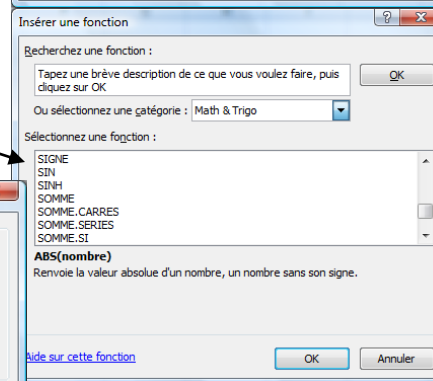 Insérer une fonction
Recherchez une fonction :
Tapez une brève description de ce que vous voulez faire, puis
cliquez sur OK
OK
Ou sélectionnez une catégorie : Math & Trigo
Sélectionnez une fonction :
SIGNE
SIN
SINH
SOMME
SOMME.CARRES
SOMME.SERIES
SOMME.SI
ABS(nombre)
Renvoie la valeur absolue d'un nombre, un nombre sans son signe.
Aide sur cette fonction
OK
Annuler